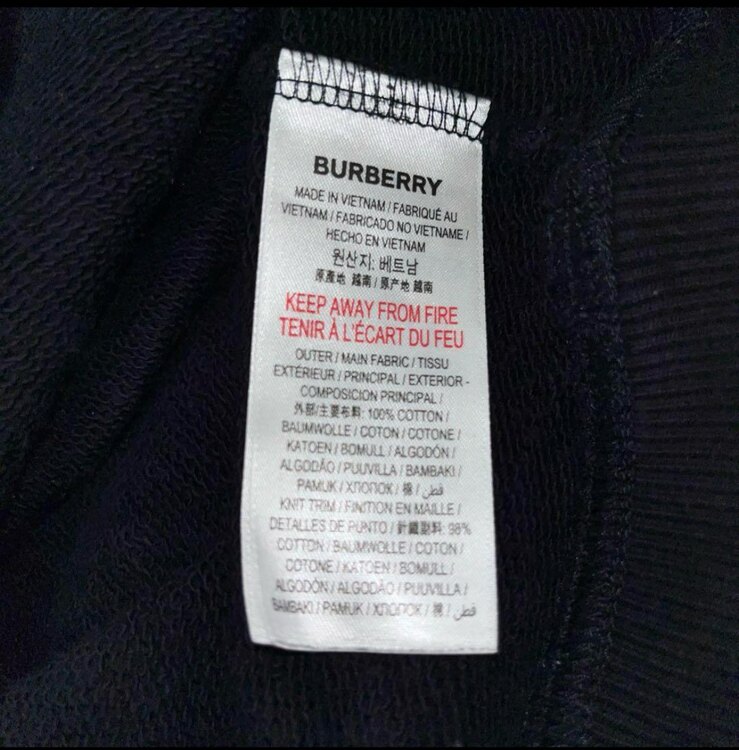 BURBERRY
MADE IN VIETNAM / FABRIQUÉ AU
VIETNAM / FABRICADO NO VIETNAME /
HECHO EN VIETNAM
원산지: 베트남
原產地 越南 / 原产地 越南
KEEP AWAY FROM FIRE
TENIR À L'ÉCART DU FEU
OUTER / MAIN FABRIC / TISSU
EXTÉRIEUR / PRINCIPAL / EXTERIOR -
COMPOSICION PRINCIPAL /
外部/主要布料: 100% COTTON /
BAUMWOLLE / COTON / COTONE /
KATOEN / BOMULL / ALGODÓN /
ALGODÃO / PUUVILLA / BAMBAKI /
PAMUK / ХЛОПОК / 棉 / قطن
KNIT TRIM / FINITION EN MAILLE /
DETALLES DE PUNTO / 針織副料: 98%
COTTON / BAUMWOLLE / COTON /
COTONE / KATOEN / BOMULL /
ALGODÓN / ALGODÃO / PUUVILLA /
BAMBAKI / PAMUK / ХЛОПОК / 棉 / قطن